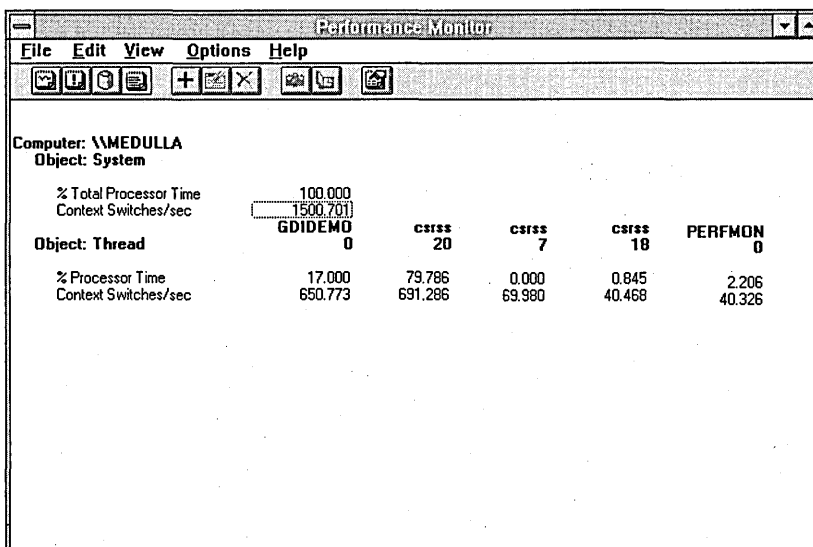 Performance Monitor
File Edit View Options Help
Computer: \\MEDULLA
Object: System
% Total Processor Time 100.000
Context Switches/sec 1500.701
GDIDEMO csrss csrss csrss PERFMON
Object: Thread 0 20 7 18 0
% Processor Time 17.000 79.786 0.000 0.845 2.206
Context Switches/sec 650.773 691.286 69.980 40.468 40.326